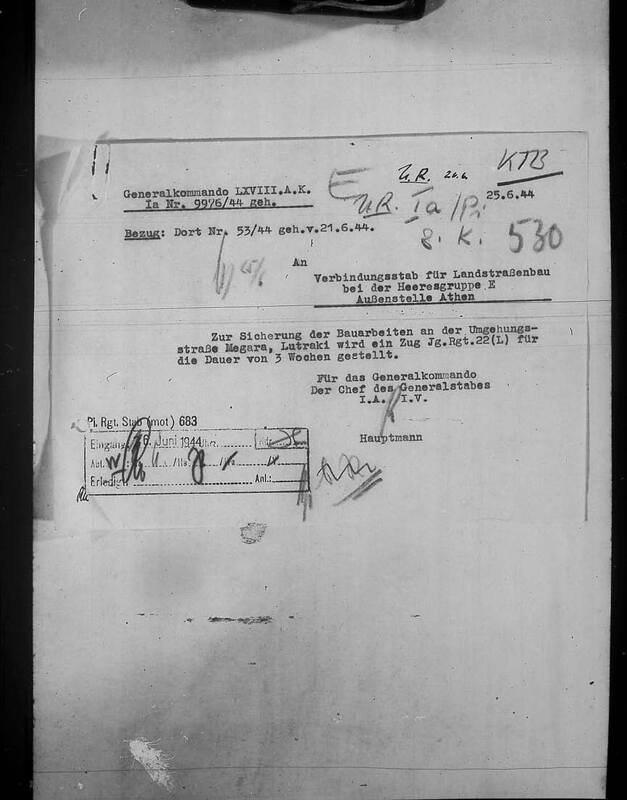 KTB
Generalkommando LXVIII.A.K.
U.R.
25.6.44
Ia Nr. 9976/44 geh.
E
U.R. Ia/Pi.
Bezug: Dort Nr. 53/44 geh.v.21.6.44.
g. K. 530
An
Verbindungsstab für Landstraßenbau
bei der Heeresgruppe E
Außenstelle Athen
Zur Sicherung der Bauarbeiten an der Umgehungs-
straße Megara, Lutraki wird ein Zug Jg.Rgt.22(L) für
die Dauer von 3 Wochen gestellt.
Für das Generalkommando
Der Chef des Generalstabes
I.A. I.V.
Hauptmann
Pi. Rgt. Stab (mot) 683
Eingang: 26. Juni 1944
Abt.
Erledigt
Anl.: